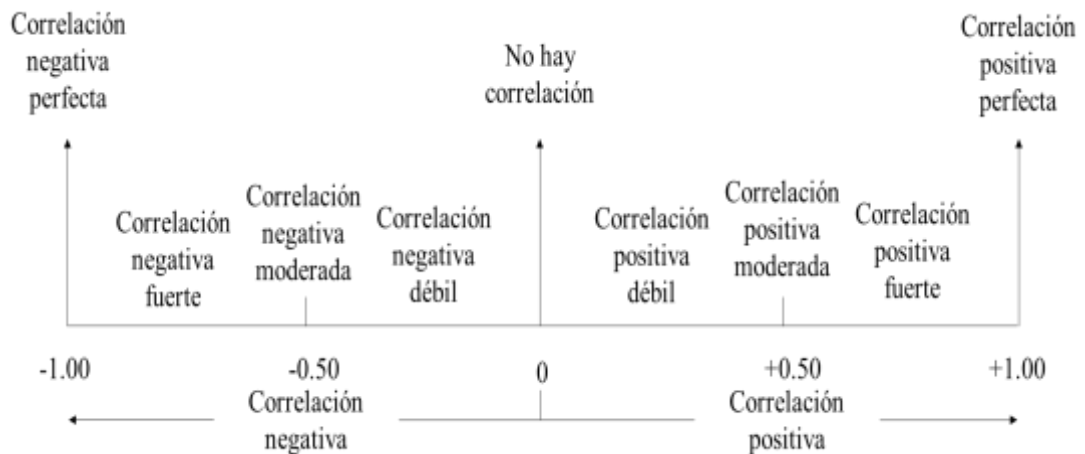 Correlación
negativa
perfecta
No hay
correlación
Correlación
positiva
perfecta
Correlación
negativa
fuerte
Correlación
negativa
moderada
Correlación
negativa
débil
Correlación
positiva
débil
Correlación
positiva
moderada
Correlación
positiva
fuerte
-1.00
-0.50
0
+0.50
+1.00
Correlación
negativa
Correlación
positiva